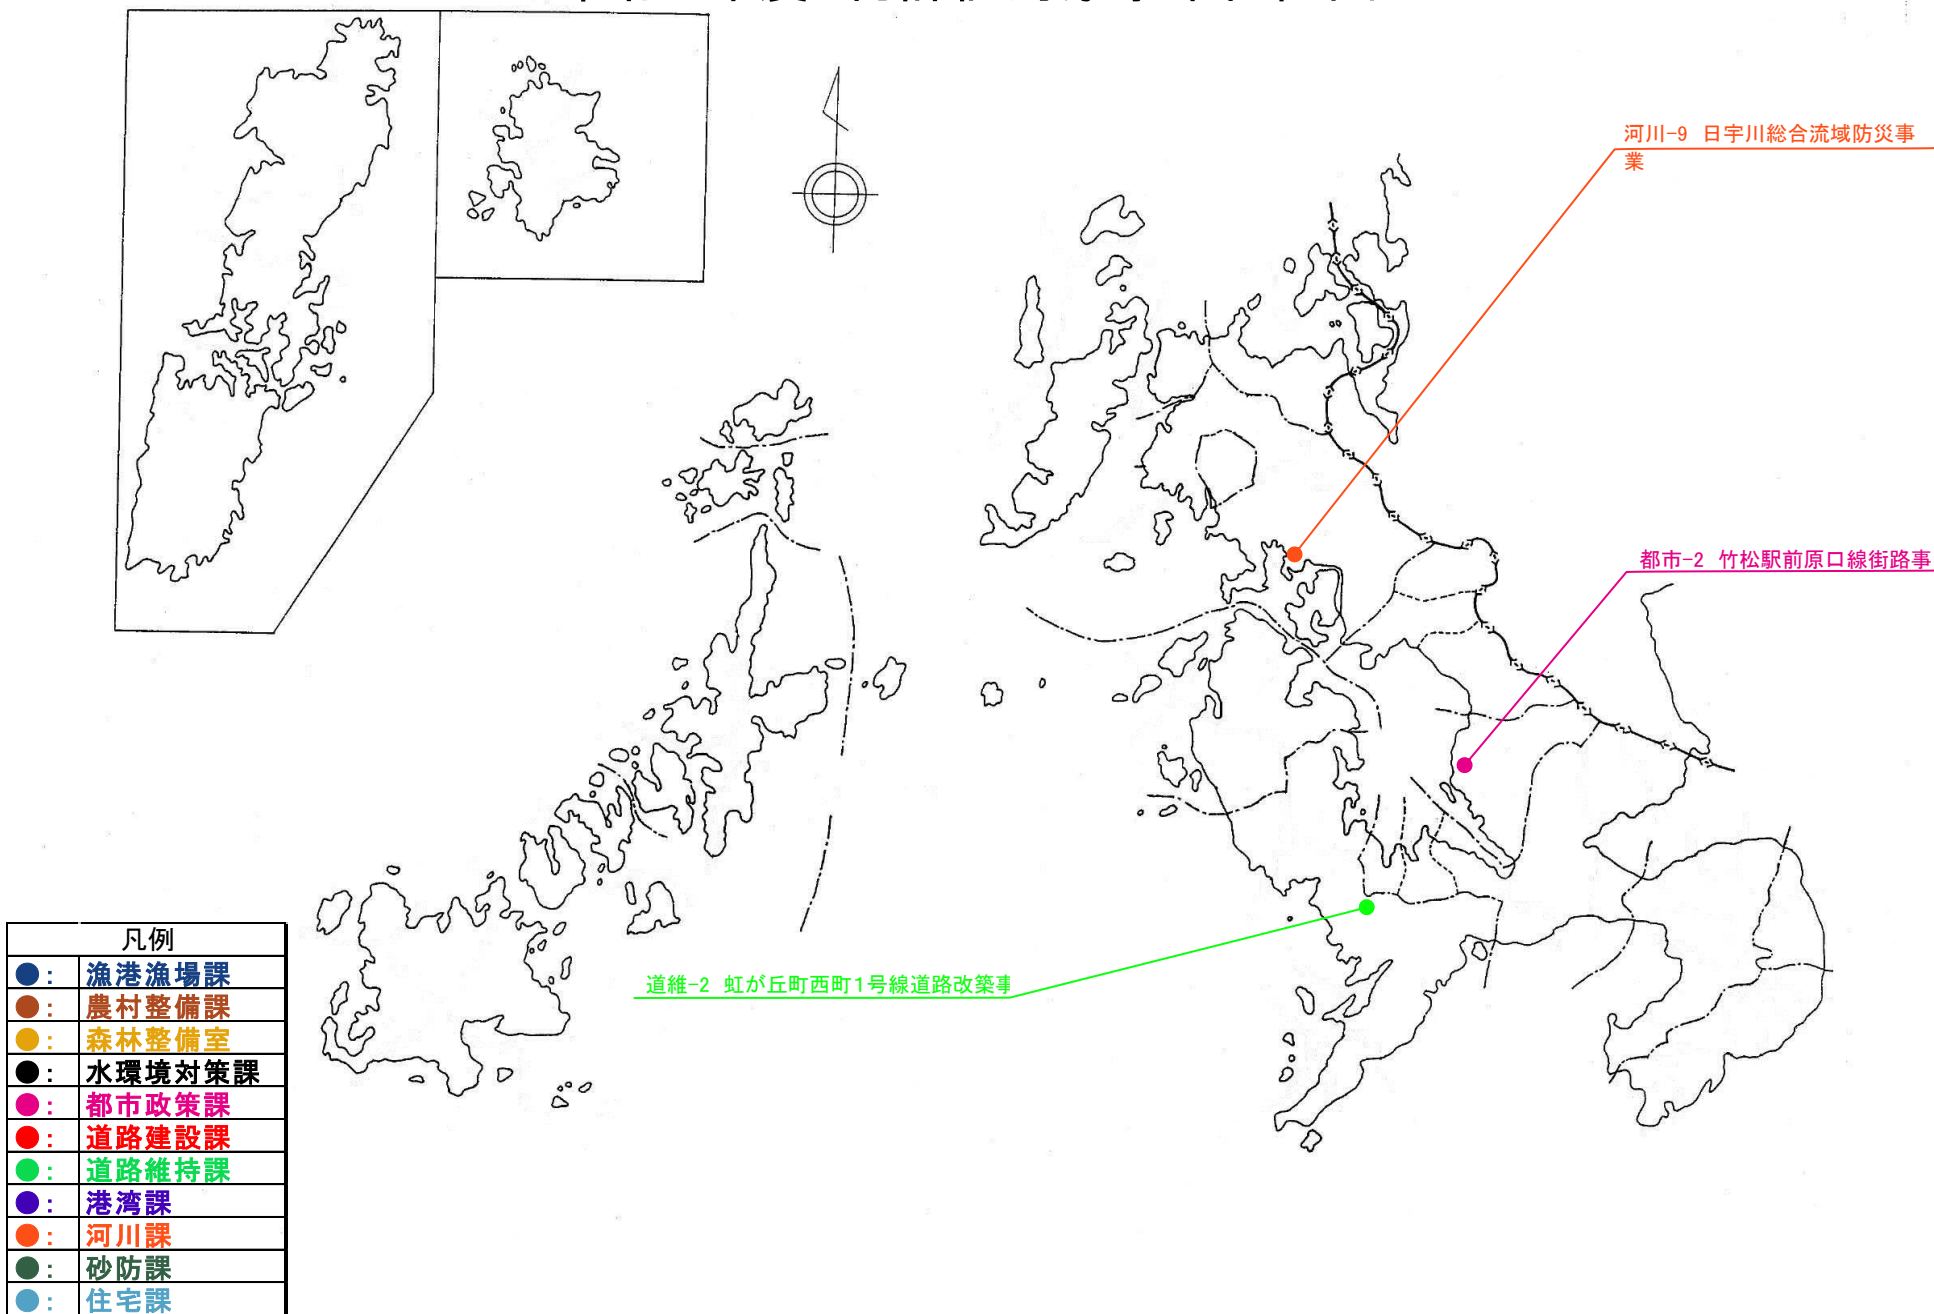 河川-9 日宇川総合流域防災事
業
都市-2 竹松駅前原口線街路事
道維-2 虹が丘町西町1号線道路改築事
凡例
●: 漁港漁場課
●: 農村整備課
●: 森林整備室
●: 水環境対策課
●: 都市政策課
●: 道路建設課
●: 道路維持課
●: 港湾課
●: 河川課
●: 砂防課
●: 住宅課